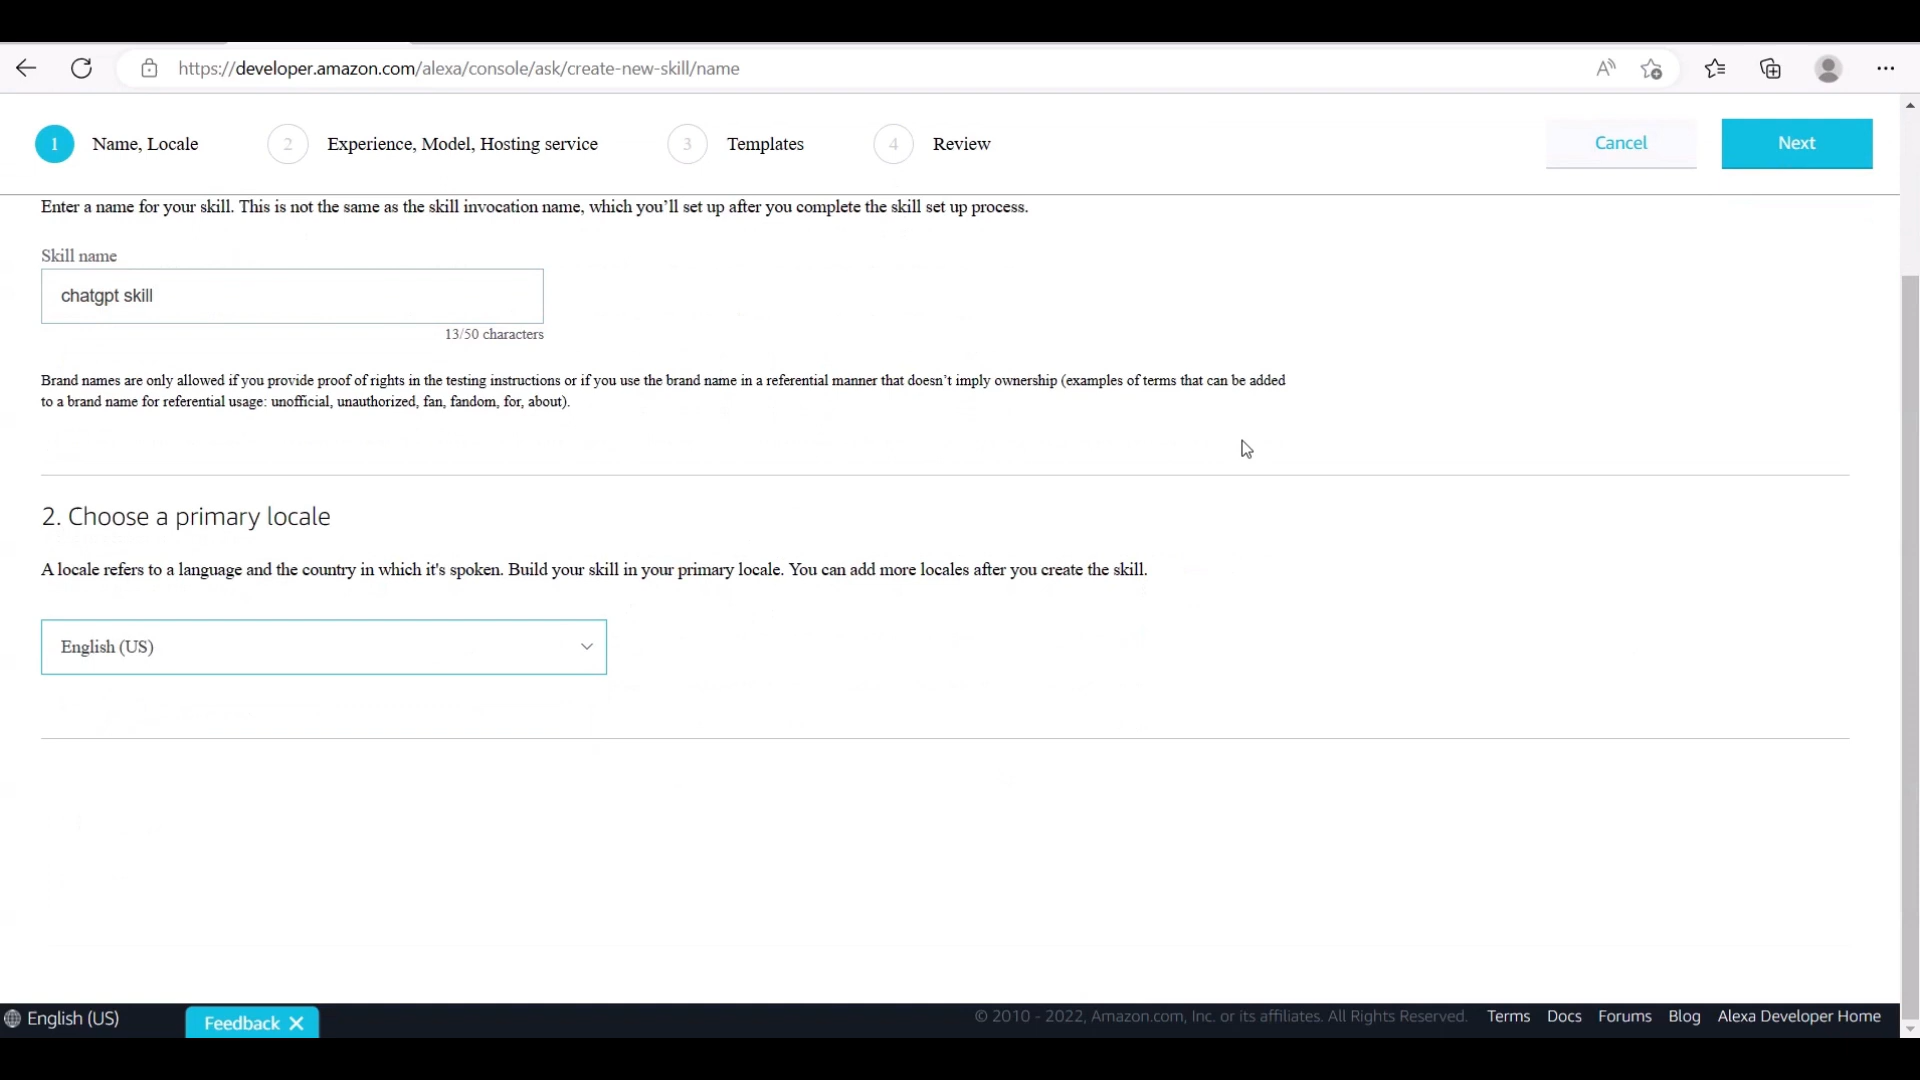 https://developer.amazon.com/alexa/console/ask/create-new-skill/name
1 Name, Locale 2 Experience, Model, Hosting service 3 Templates 4 Review Cancel Next
Enter a name for your skill. This is not the same as the skill invocation name, which you’ll set up after you complete the skill set up process.
Skill name
chatgpt skill
13/50 characters
Brand names are only allowed if you provide proof of rights in the testing instructions or if you use the brand name in a referential manner that doesn’t imply ownership (examples of terms that can be added
to a brand name for referential usage: unofficial, unauthorized, fan, fandom, for, about).
2. Choose a primary locale
A locale refers to a language and the country in which it's spoken. Build your skill in your primary locale. You can add more locales after you create the skill.
English (US)
English (US) Feedback © 2010 - 2022, Amazon.com, Inc. or its affiliates. All Rights Reserved. Terms Docs Forums Blog Alexa Developer Home